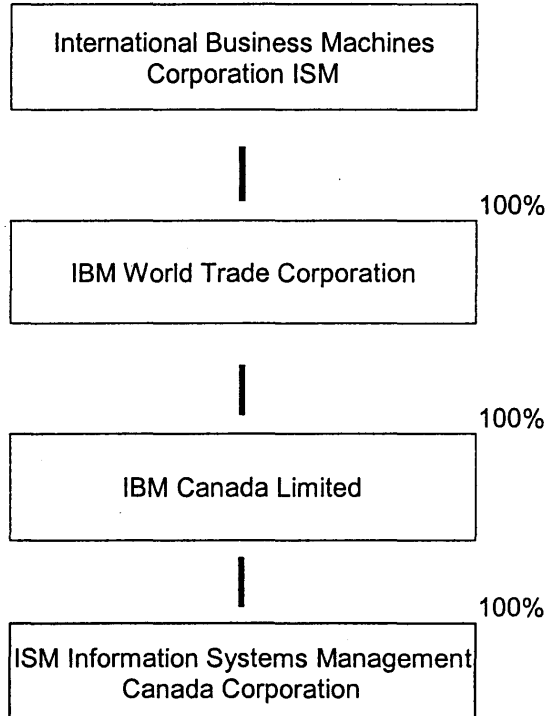 International Business Machines
Corporation ISM
100%
IBM World Trade Corporation
100%
IBM Canada Limited
100%
ISM Information Systems Management
Canada Corporation